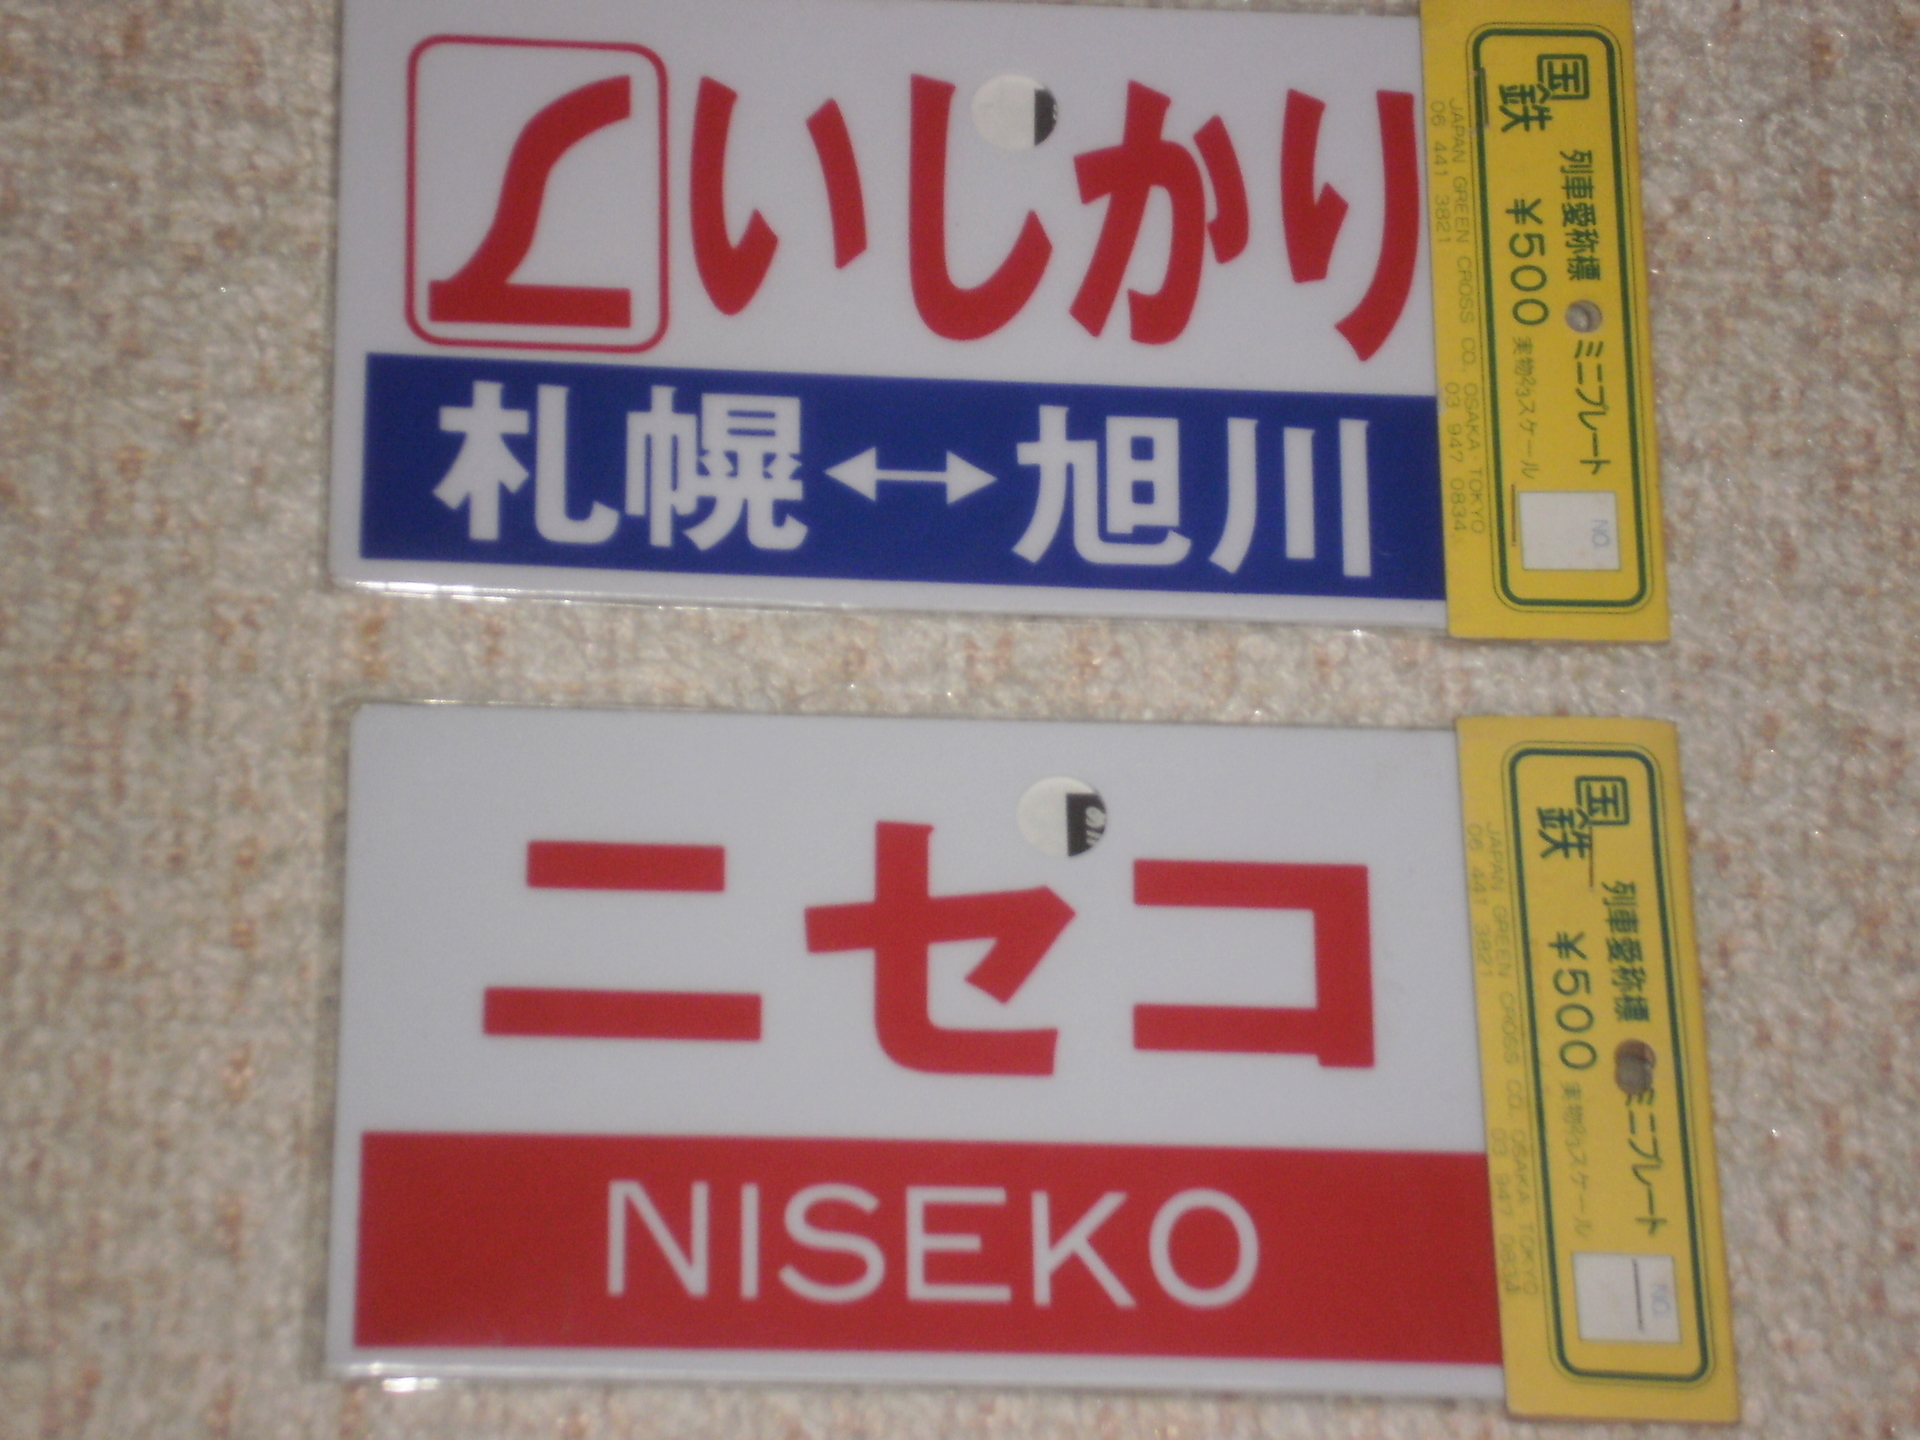 いしかり
札幌↔旭川
国鉄
列車愛称標 ミニプレート
¥500 実物⅔スケール
NO.
JAPAN GREEN CROSS CO. OSAKA・TOKYO
06 441 3821 03 947 0834
ニセコ
NISEKO
国鉄
列車愛称標 ミニプレート
¥500 実物⅔スケール
NO.
JAPAN GREEN CROSS CO. OSAKA TOKYO
06 441 3821 03 947 0834